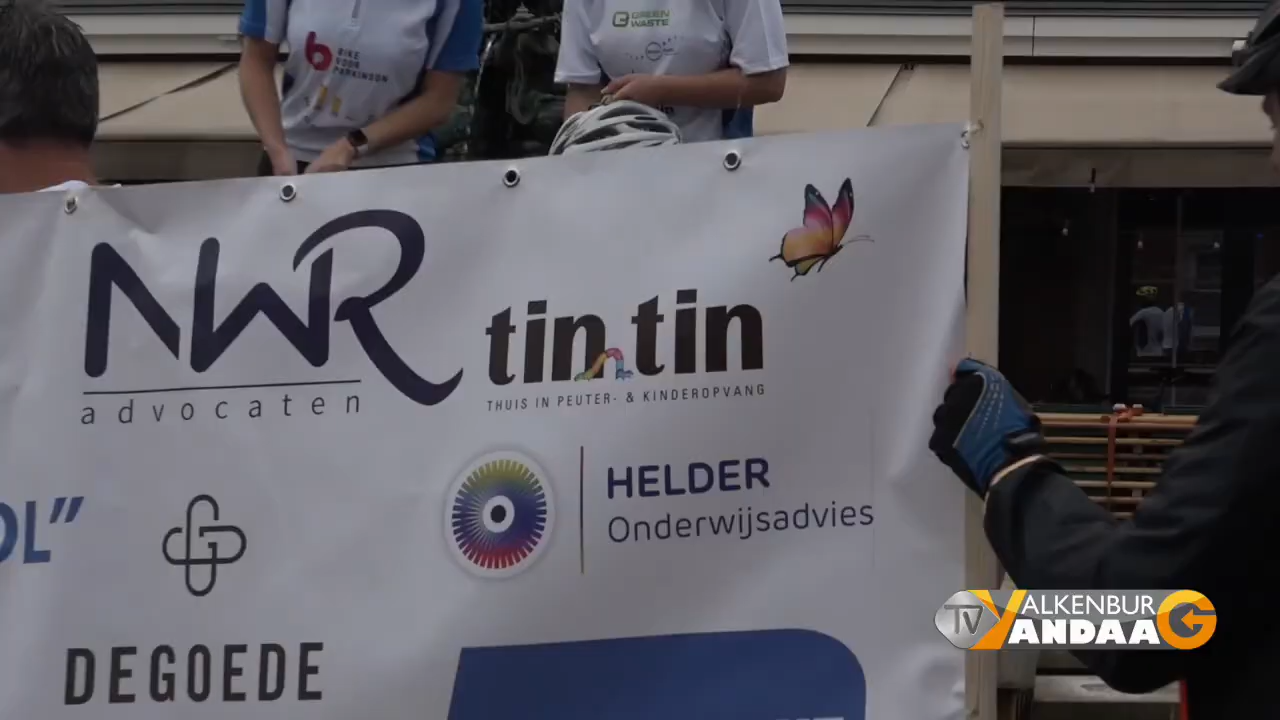 GREEN
WASTE
b BIKE
VOOR
PARKINSON
NWR
advocaten
tin tin
THUIS IN PEUTER- & KINDEROPVANG
HELDER
Onderwijsadvies
OL”
DEGOEDE
TV VALKENBURG
VANDAAG